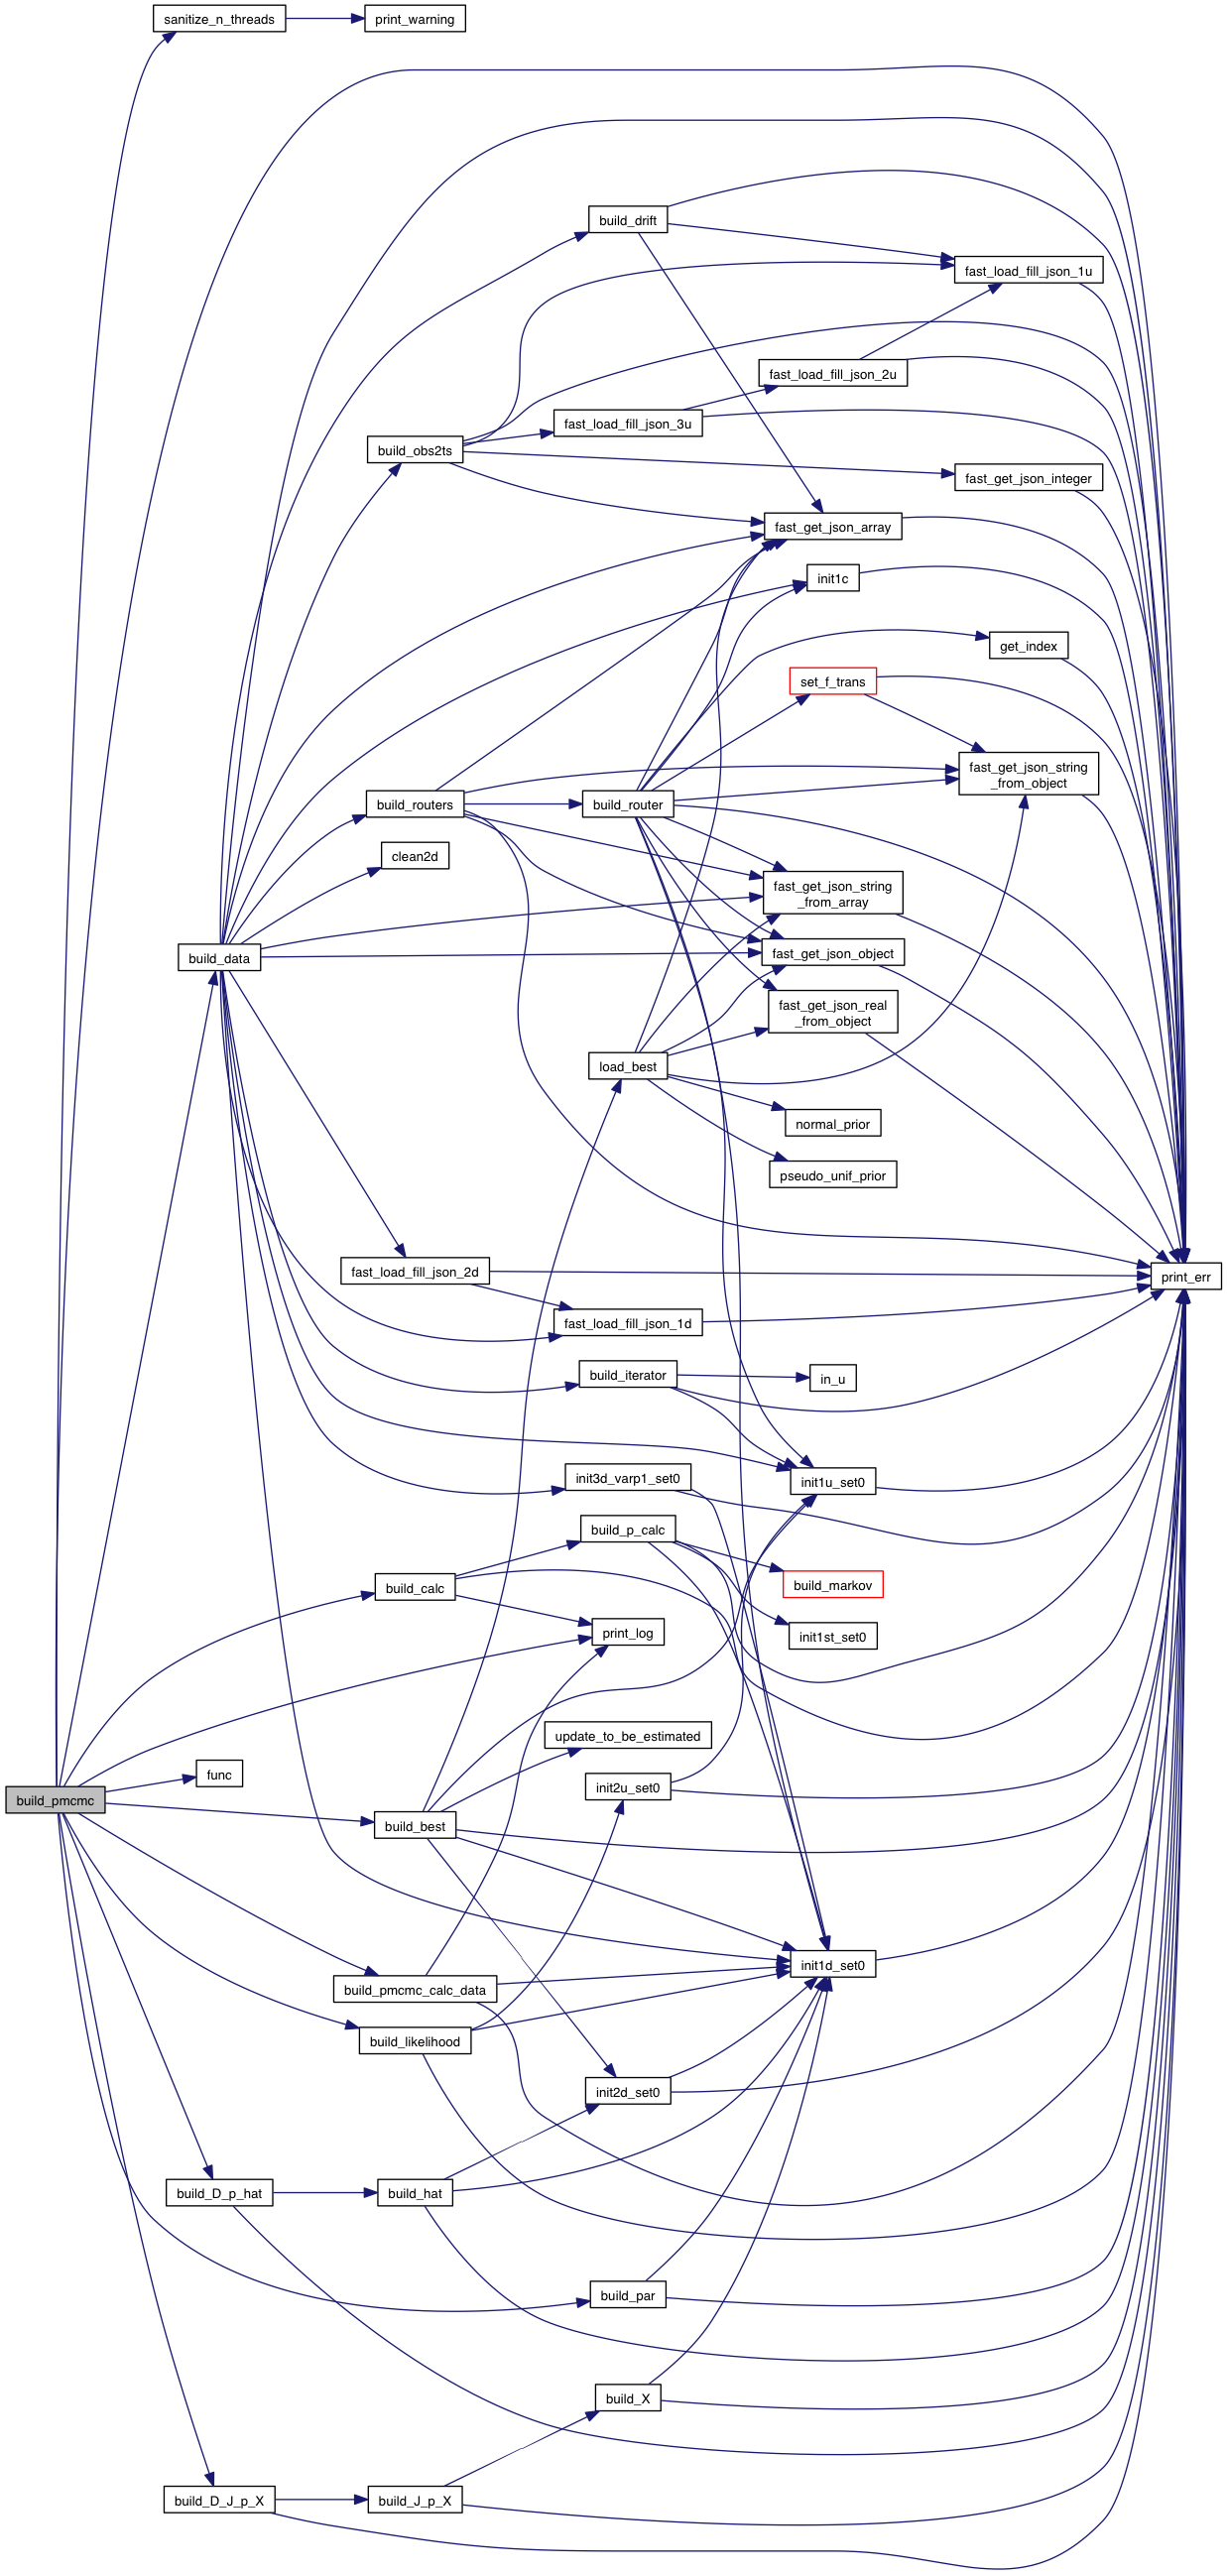 sanitize_n_threads
print_warning
build_drift
fast_load_fill_json_1u
fast_load_fill_json_2u
fast_load_fill_json_3u
build_obs2ts
fast_get_json_integer
fast_get_json_array
init1c
get_index
set_f_trans
fast_get_json_string
_from_object
build_routers
build_router
clean2d
fast_get_json_string
_from_array
build_data
fast_get_json_object
fast_get_json_real
_from_object
load_best
normal_prior
pseudo_unif_prior
fast_load_fill_json_2d
print_err
fast_load_fill_json_1d
build_iterator
in_u
init3d_varp1_set0
init1u_set0
build_p_calc
build_calc
build_markov
print_log
init1st_set0
update_to_be_estimated
func
init2u_set0
build_pmcmc
build_best
init1d_set0
build_pmcmc_calc_data
build_likelihood
init2d_set0
build_D_p_hat
build_hat
build_par
build_X
build_D_J_p_X
build_J_p_X